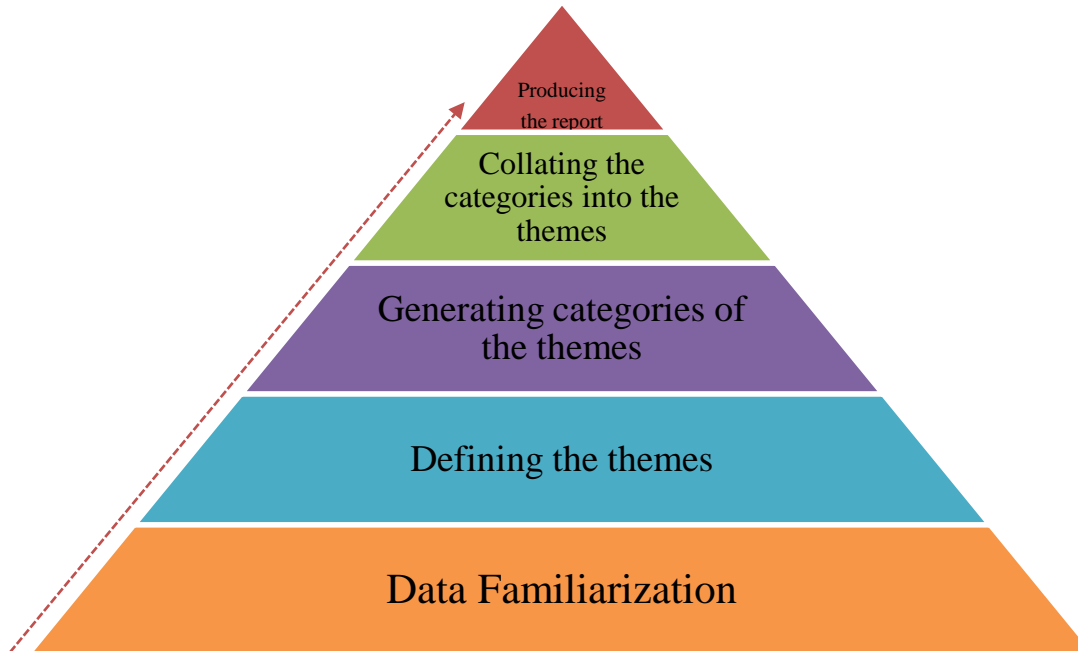 Producing
the report
Collating the
categories into the
themes
Generating categories of
the themes
Defining the themes
Data Familiarization